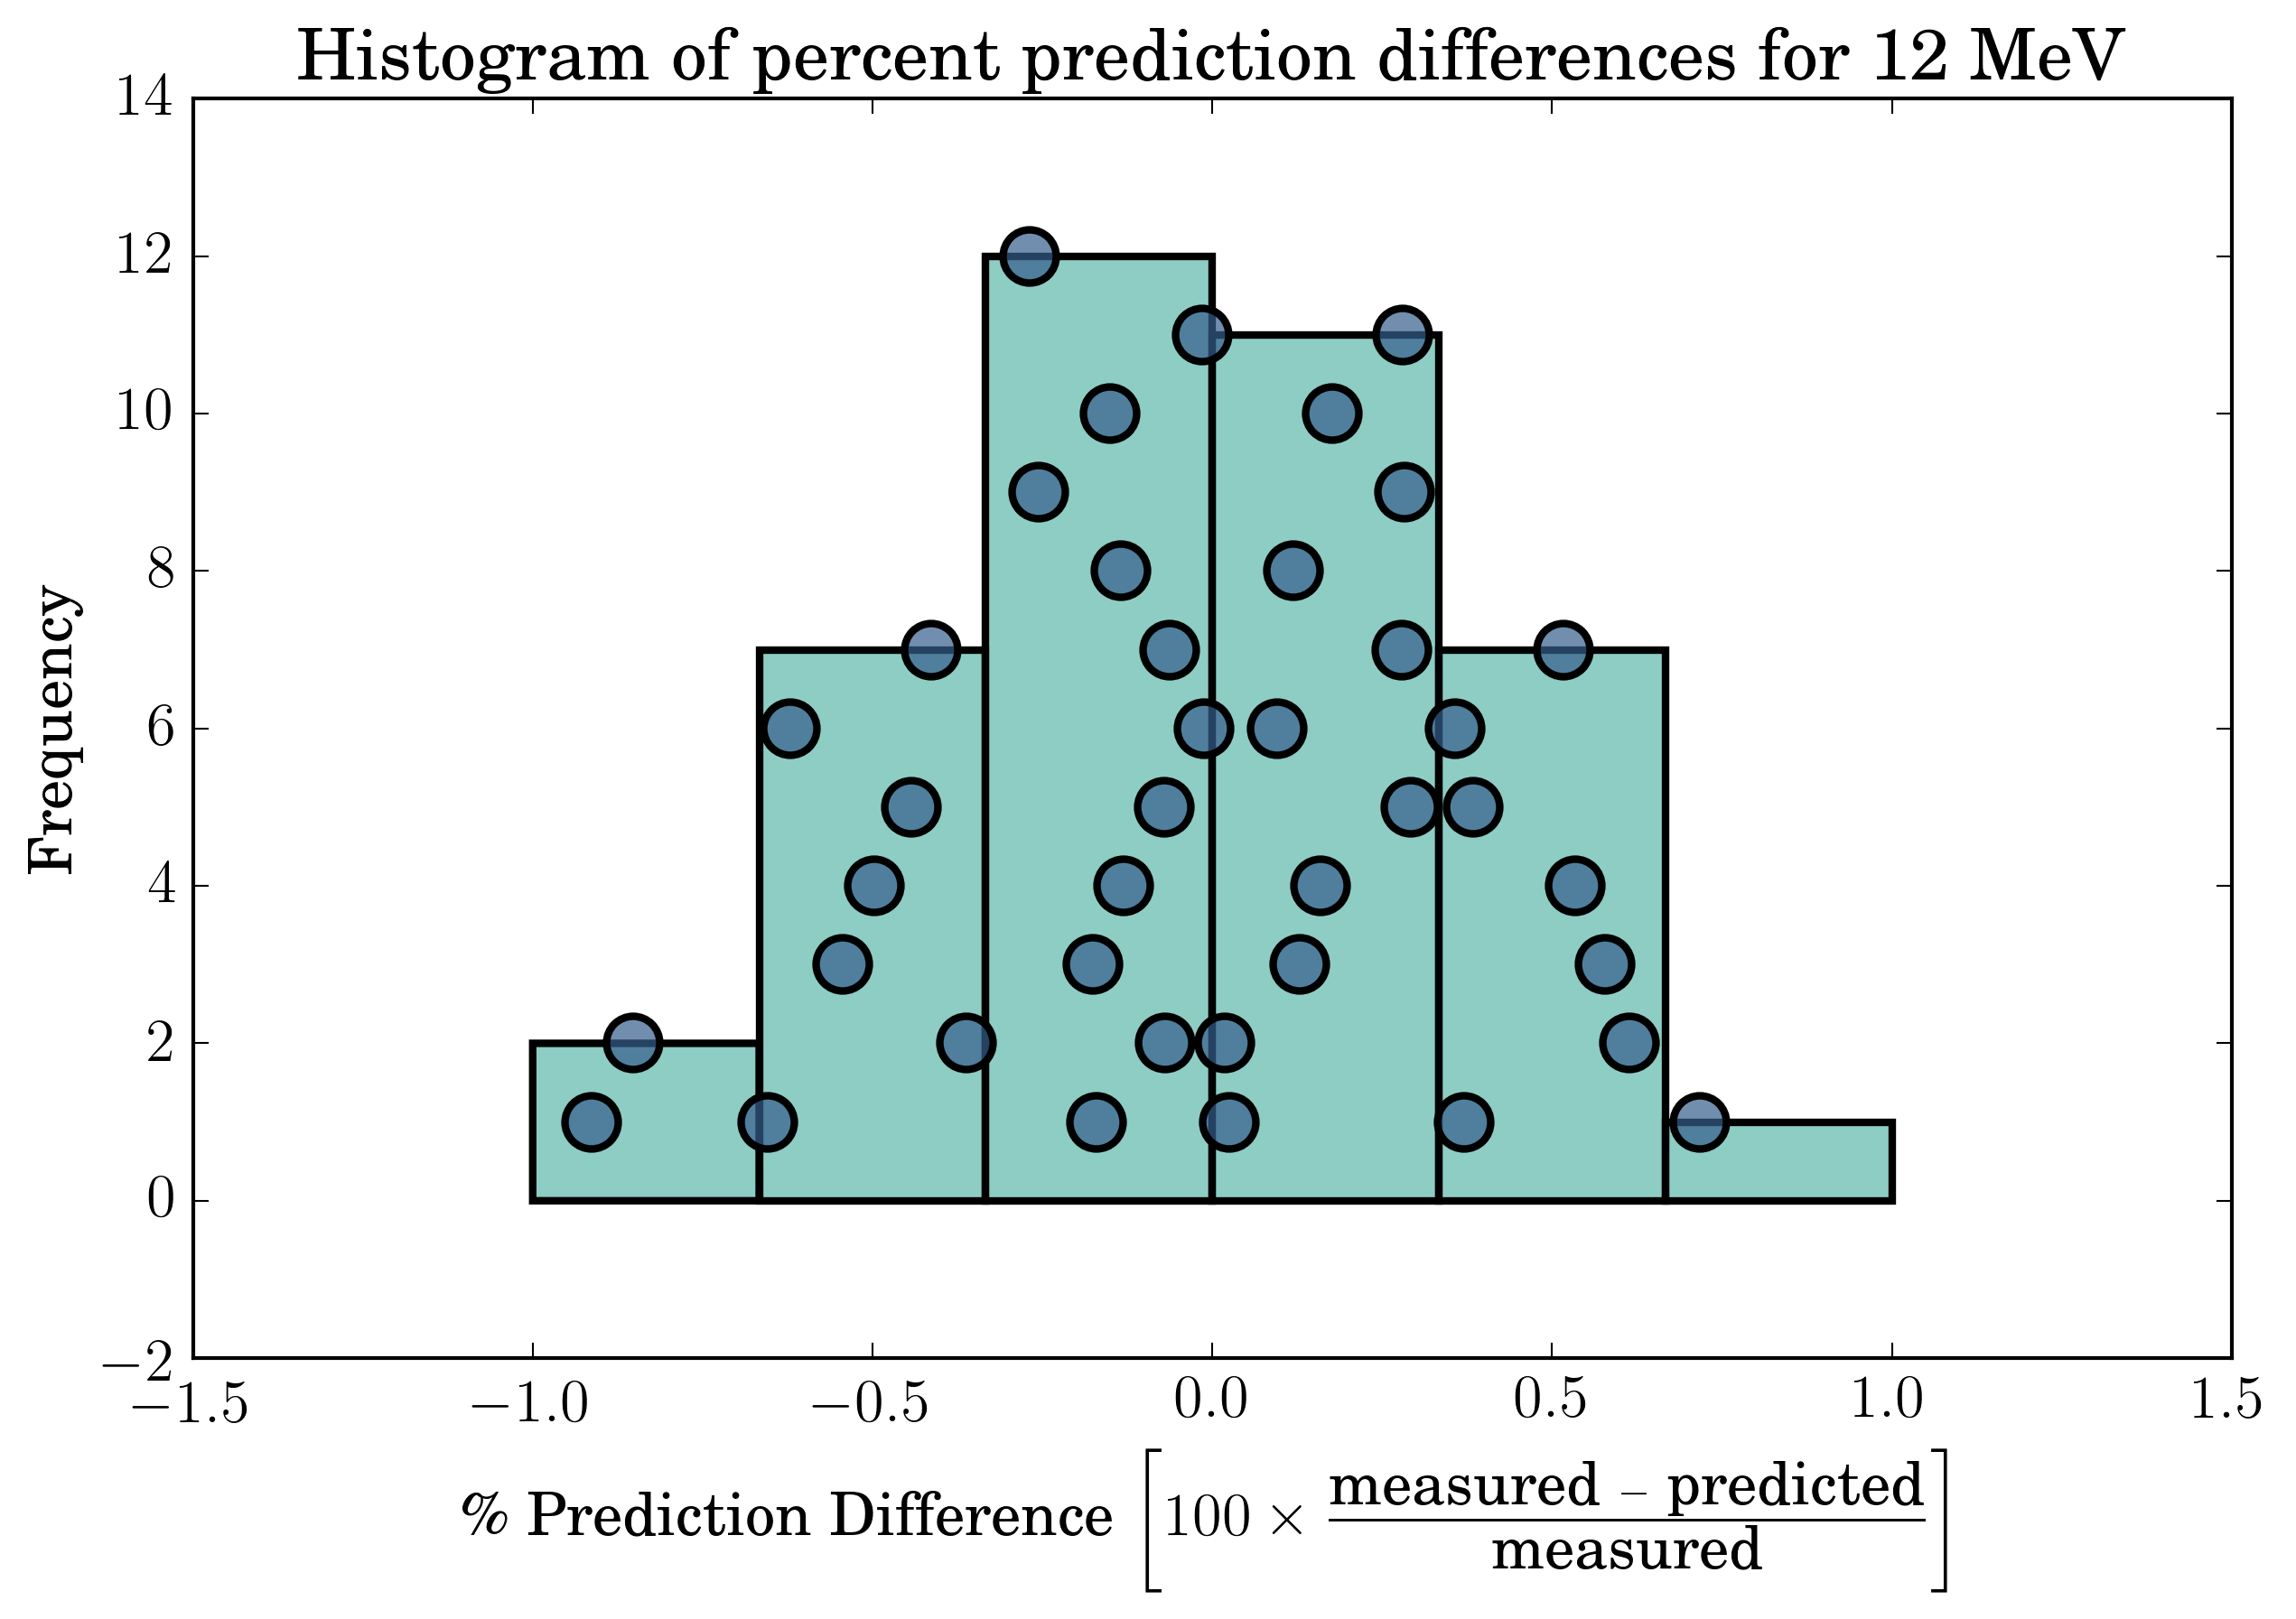 Histogram of percent prediction differences for 12 MeV
14
12
10
8
6
4
2
0
−2
Frequency
−1.5 −1.0 −0.5 0.0 0.5 1.0 1.5
% Prediction Difference [100 × measured – predicted / measured]